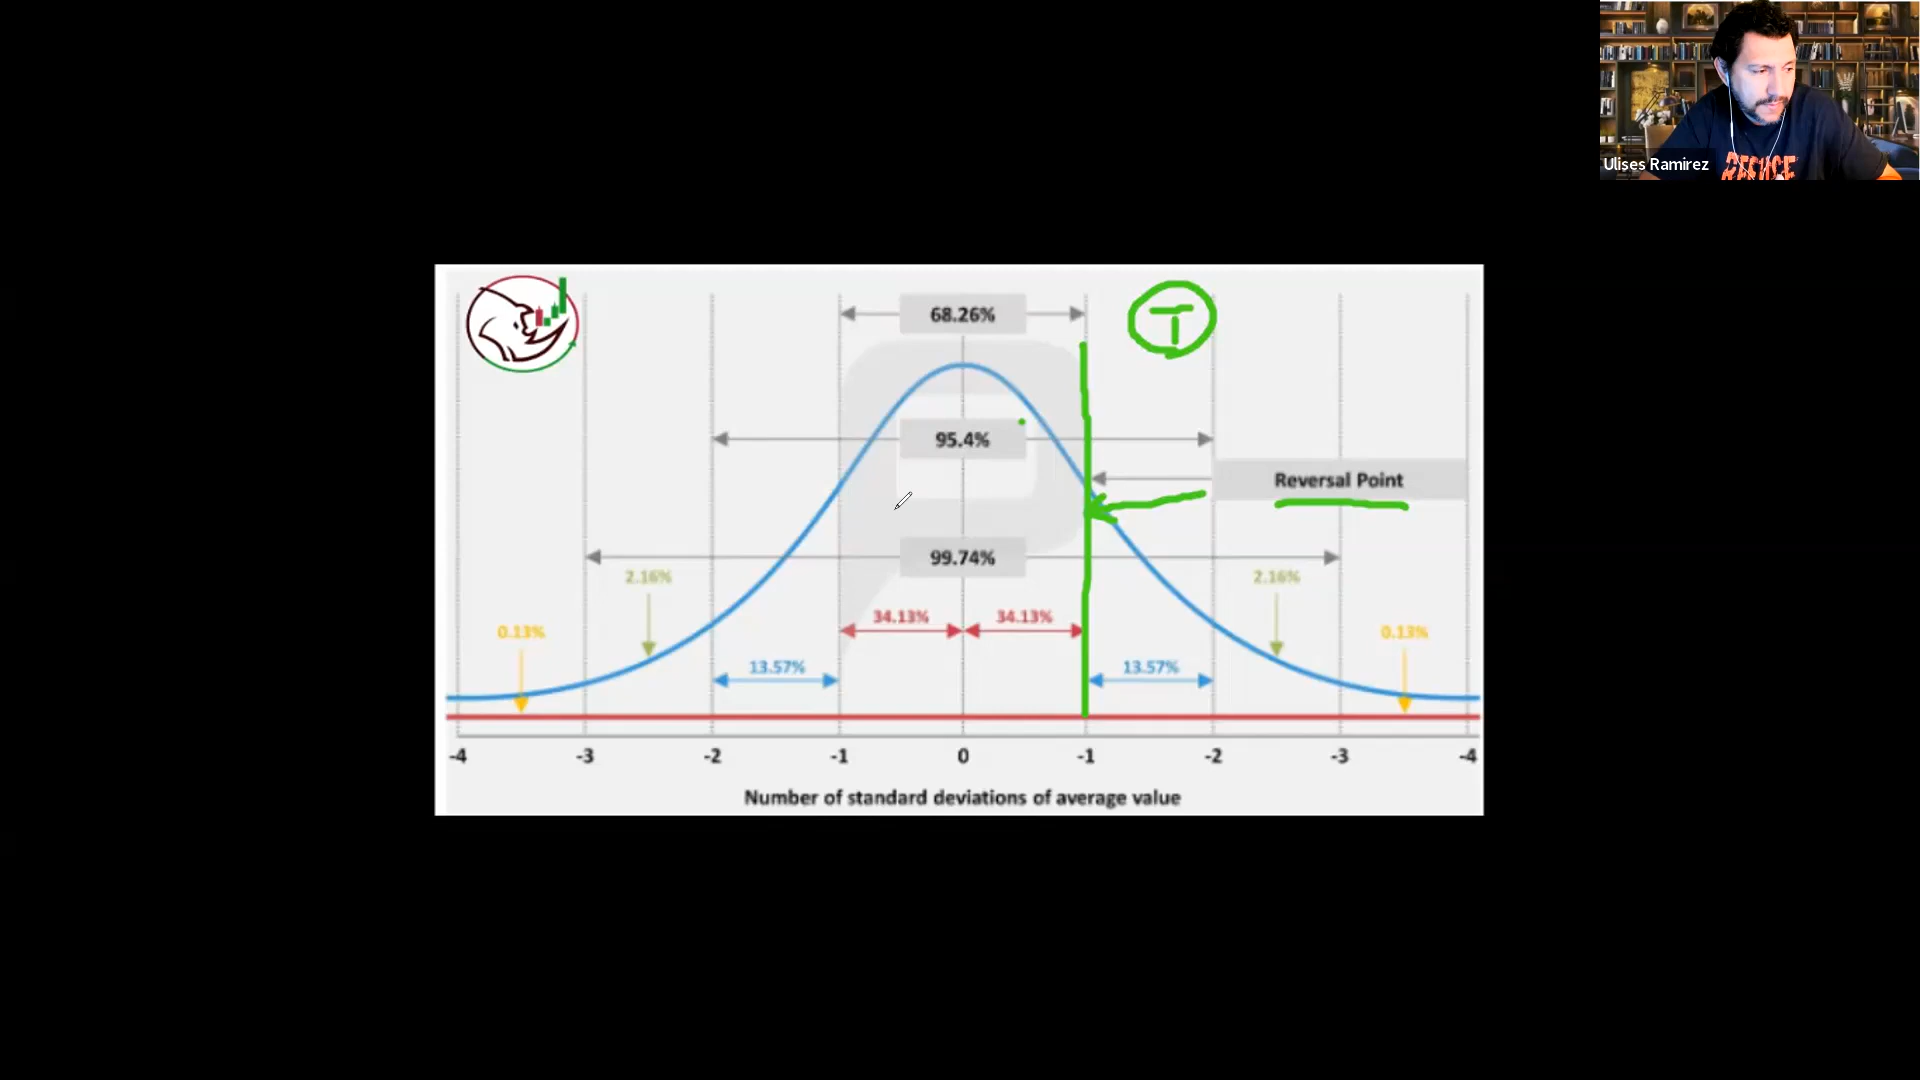 Ulises Ramirez
REFUGE
68.26%
T
95.4%
Reversal Point
99.74%
2.16%
2.16%
34.13%
34.13%
0.13%
0.13%
13.57%
13.57%
-4 -3 -2 -1 0 -1 -2 -3 -4
Number of standard deviations of average value